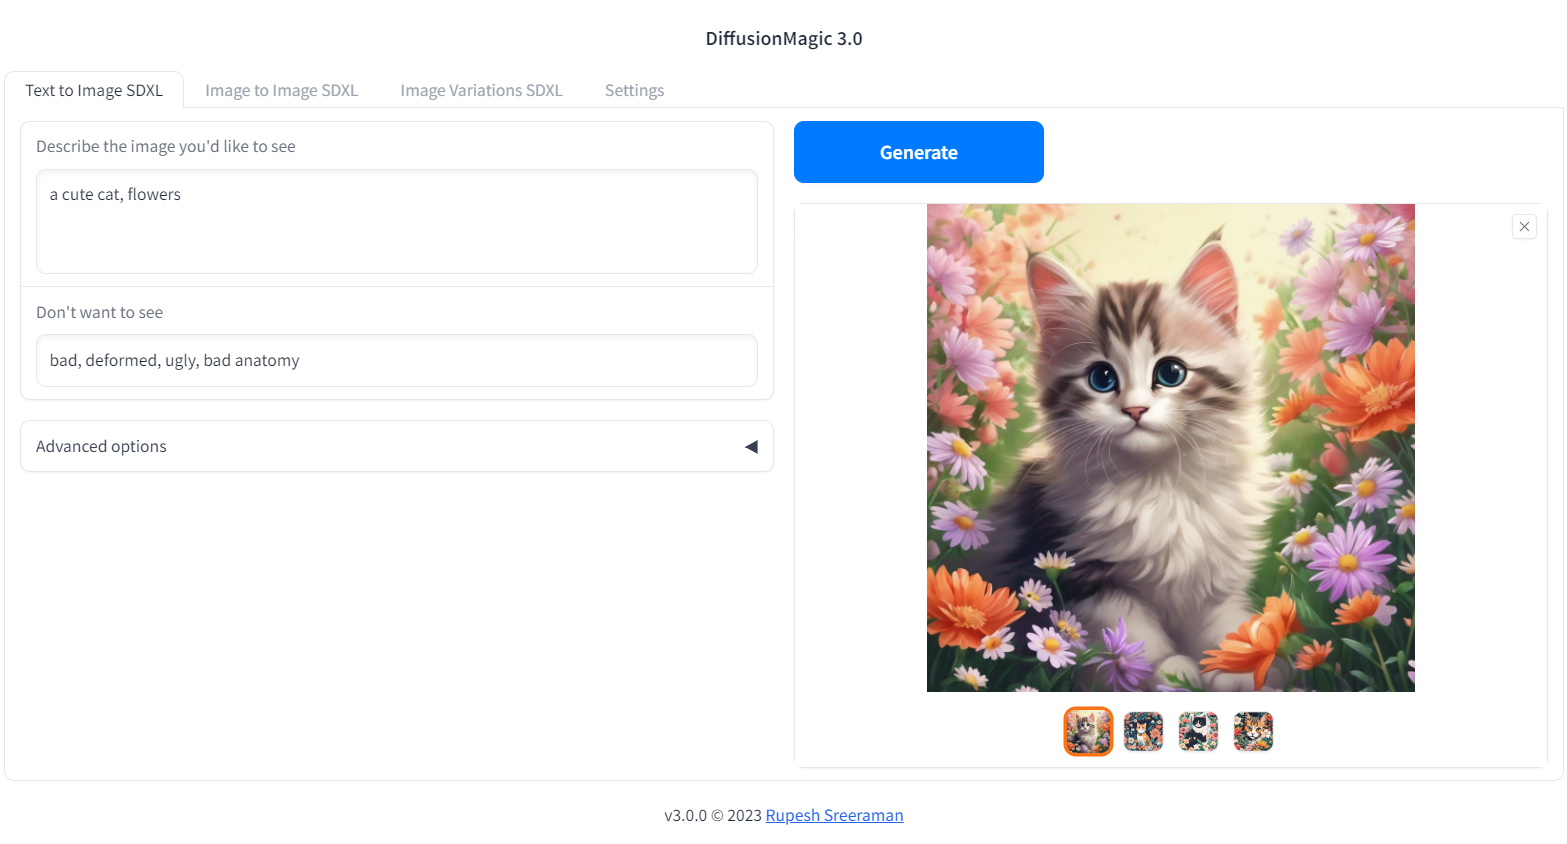 DiffusionMagic 3.0
Text to Image SDXL
Image to Image SDXL
Image Variations SDXL
Settings
Describe the image you'd like to see
a cute cat, flowers
Don't want to see
bad, deformed, ugly, bad anatomy
Advanced options
Generate
v3.0.0 © 2023 Rupesh Sreeraman